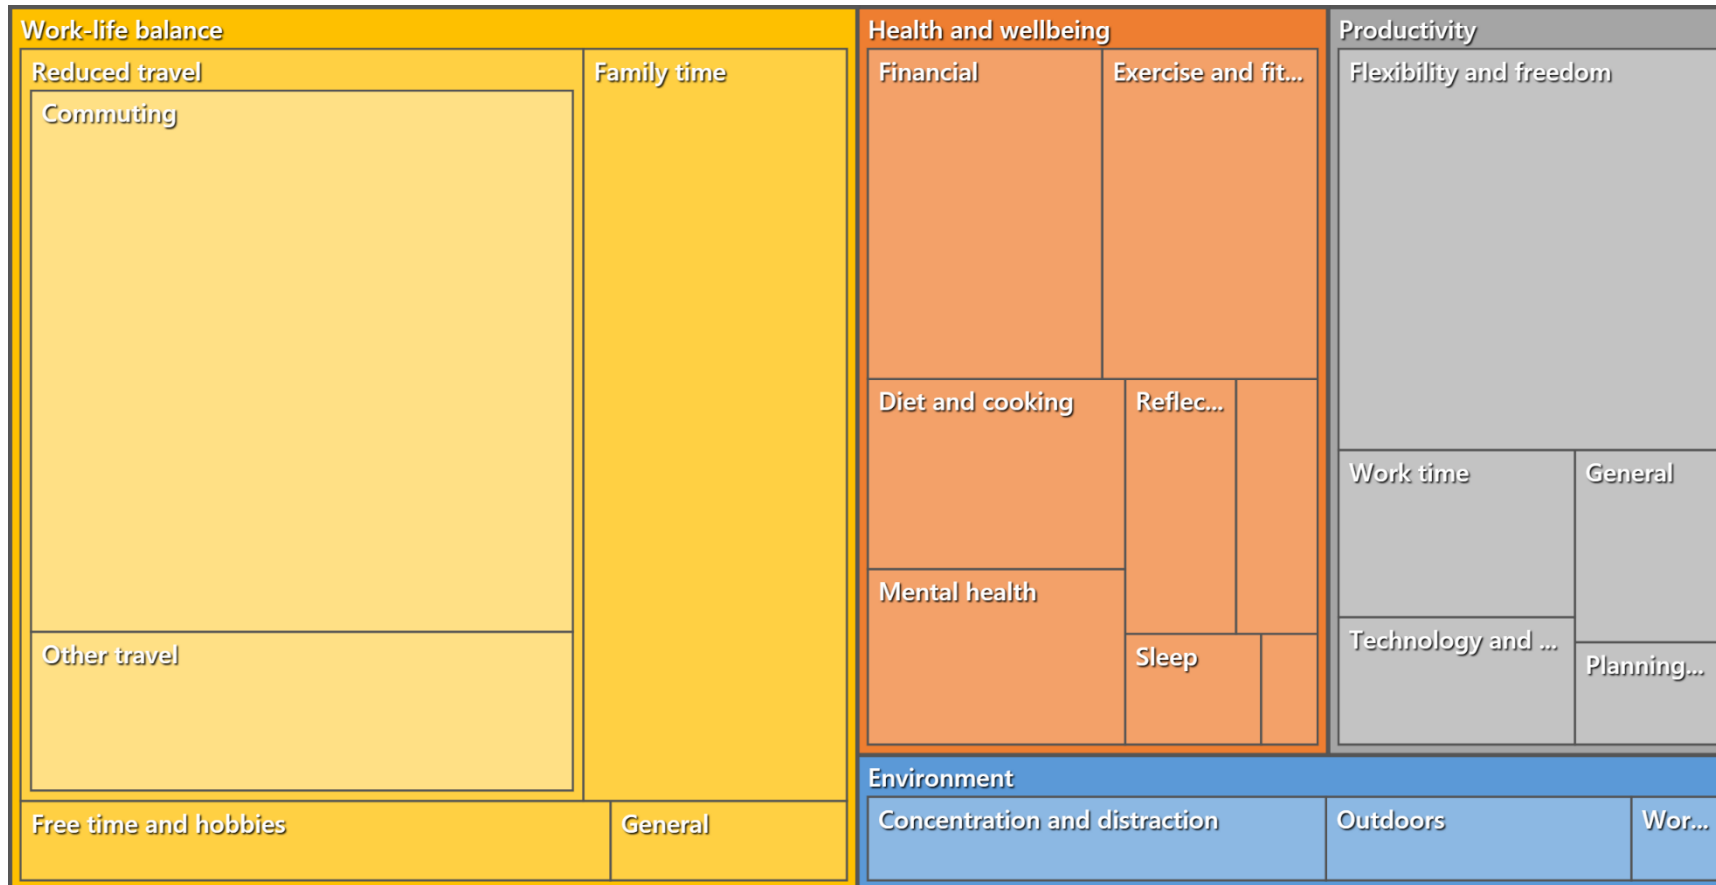 Work-life balance
Reduced travel
Commuting
Other travel
Family time
Free time and hobbies
General
Health and wellbeing
Financial
Exercise and fit...
Diet and cooking
Reflec...
Mental health
Sleep
Productivity
Flexibility and freedom
Work time
General
Technology and ...
Planning...
Environment
Concentration and distraction
Outdoors
Wor...